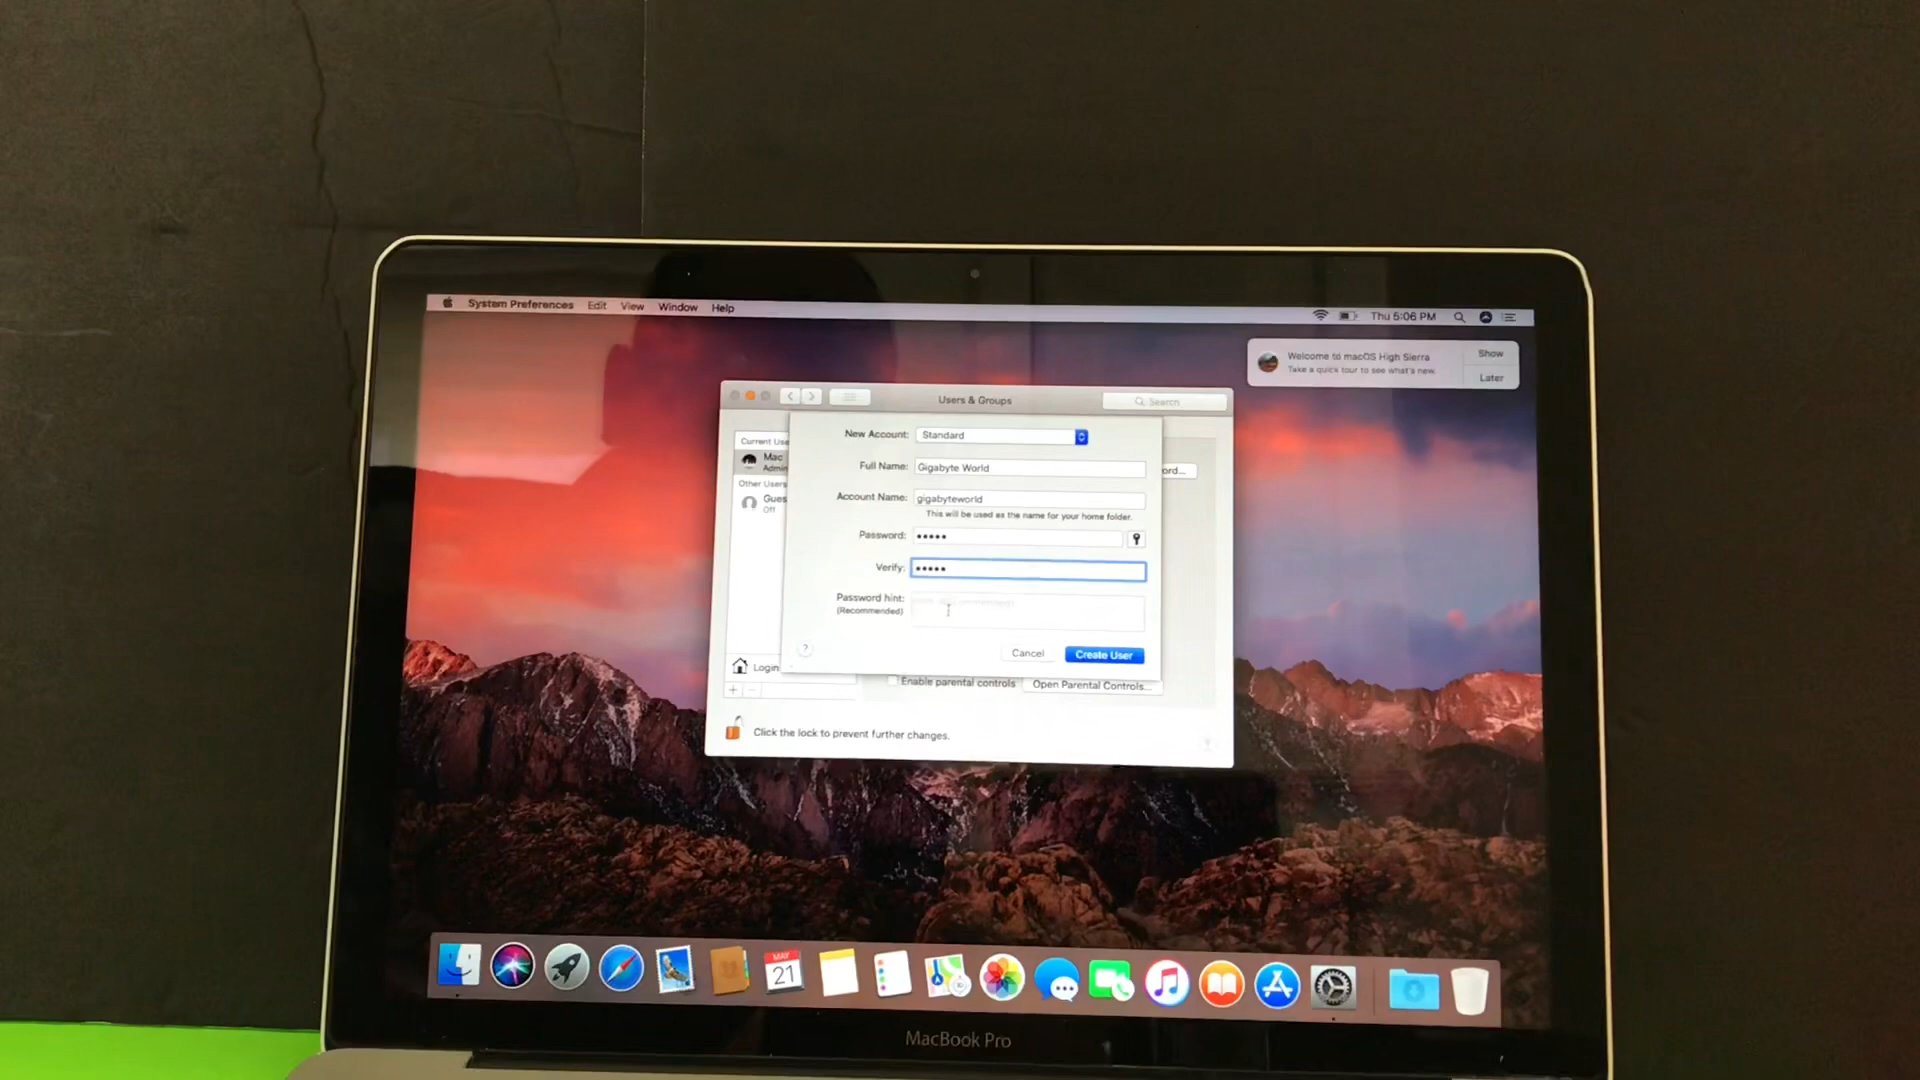 System Preferences Edit View Window Help
Thu 5:06 PM
Welcome to macOS High Sierra
Take a quick tour to see what's new.
Show
Later
Users & Groups
Search
Current Use
Mac
Admin
Other Users
Gues
Off
New Account: Standard
ord...
Full Name: Gigabyte World
Account Name: gigabyteworld
This will be used as the name for your home folder.
Password: •••••
Verify: •••••
Password hint:
(Recommended)
?
Cancel
Create User
Login
Enable parental controls
Open Parental Controls...
+ −
Click the lock to prevent further changes.
MAY
21
MacBook Pro